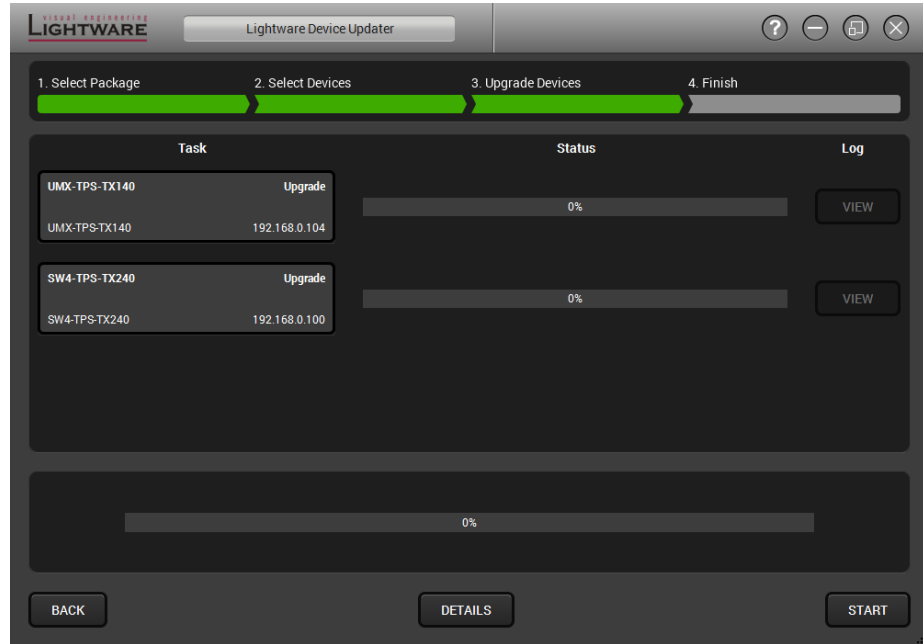 visual engineering
LIGHTWARE
Lightware Device Updater
?
1. Select Package
2. Select Devices
3. Upgrade Devices
4. Finish
Task
Status
Log
UMX-TPS-TX140 Upgrade
UMX-TPS-TX140 192.168.0.104
0%
VIEW
SW4-TPS-TX240 Upgrade
SW4-TPS-TX240 192.168.0.100
0%
VIEW
0%
BACK
DETAILS
START